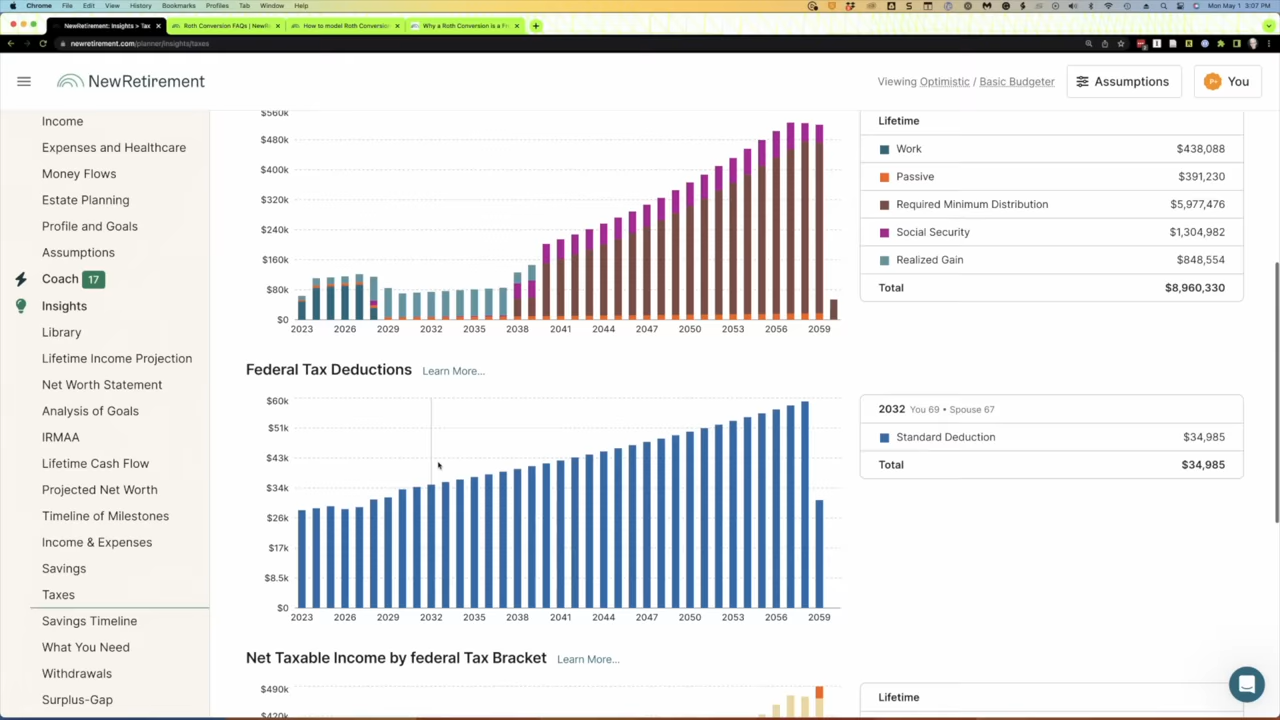 Chrome File Edit View History Bookmarks Profiles Tab Window Help
Mon May 1 3:07 PM
NewRetirement: Insights > Tax
Roth Conversion FAQs | NewR
How to model Roth Conversion
Why a Roth Conversion is a F
newretirement.com/planner/insights/taxes
NewRetirement
Viewing Optimistic / Basic Budgeter
Assumptions
P+ You
Income
Expenses and Healthcare
Money Flows
Estate Planning
Profile and Goals
Assumptions
Coach 17
Insights
Library
Lifetime Income Projection
Net Worth Statement
Analysis of Goals
IRMAA
Lifetime Cash Flow
Projected Net Worth
Timeline of Milestones
Income & Expenses
Savings
Taxes
Savings Timeline
What You Need
Withdrawals
Surplus-Gap
$560k
$480k
$400k
$320k
$240k
$160k
$80k
$0
2023 2026 2029 2032 2035 2038 2041 2044 2047 2050 2053 2056 2059
Lifetime
Work $438,088
Passive $391,230
Required Minimum Distribution $5,977,476
Social Security $1,304,982
Realized Gain $848,554
Total $8,960,330
Federal Tax Deductions Learn More...
$60k
$51k
$43k
$34k
$26k
$17k
$8.5k
$0
2023 2026 2029 2032 2035 2038 2041 2044 2047 2050 2053 2056 2059
2032 You 69 • Spouse 67
Standard Deduction $34,985
Total $34,985
Net Taxable Income by federal Tax Bracket Learn More...
$490k
$420k
Lifetime